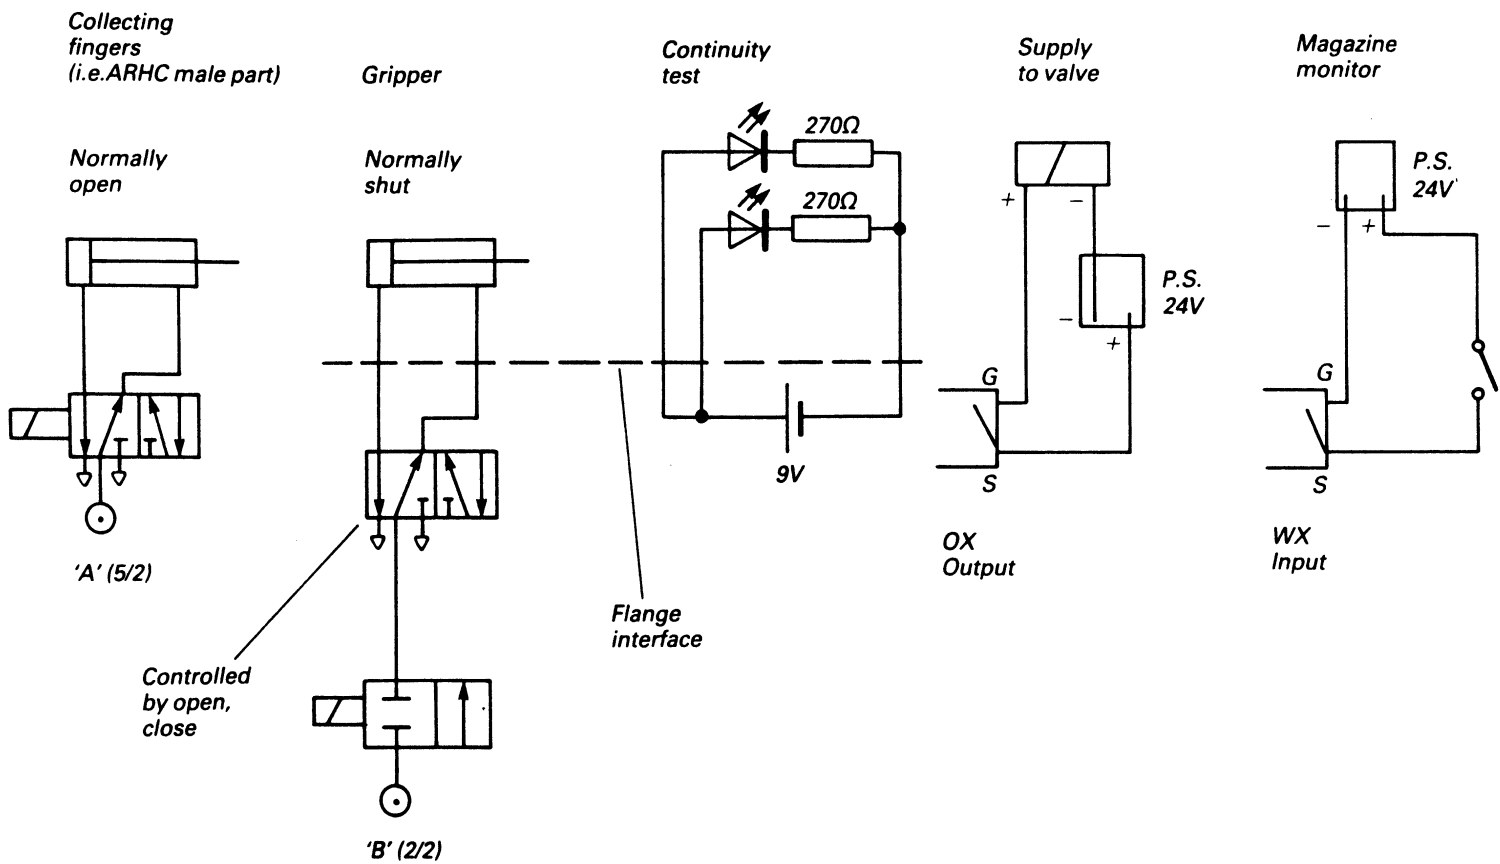 Collecting
fingers
(i.e.ARHC male part)
Normally
open
'A' (5/2)
Gripper
Normally
shut
Controlled
by open,
close
'B' (2/2)
Continuity
test
270Ω
270Ω
9V
Flange
interface
Supply
to valve
+
−
P.S.
24V
−
+
G
S
OX
Output
Magazine
monitor
P.S.
24V
−
+
G
S
WX
Input